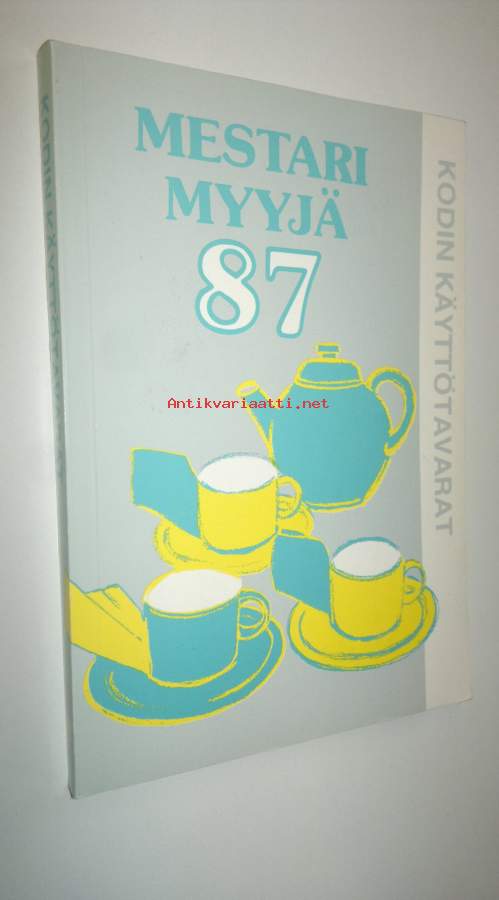 MESTARI
MYYJÄ
87
KODIN KÄYTTÖTAVARAT
Antikvariaatti.net
KODIN KÄYTTÖTAVARAT